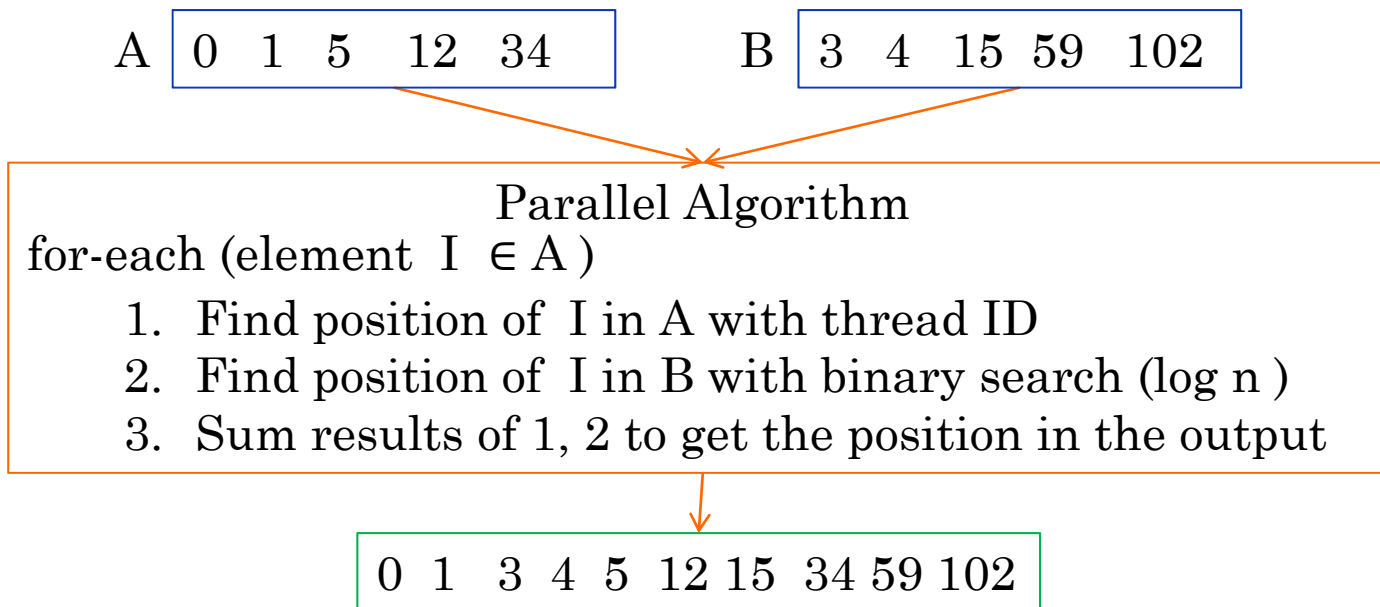 A 0 1 5 12 34 B 3 4 15 59 102
Parallel Algorithm
for-each (element I ∈ A )
1. Find position of I in A with thread ID
2. Find position of I in B with binary search (log n )
3. Sum results of 1, 2 to get the position in the output
0 1 3 4 5 12 15 34 59 102